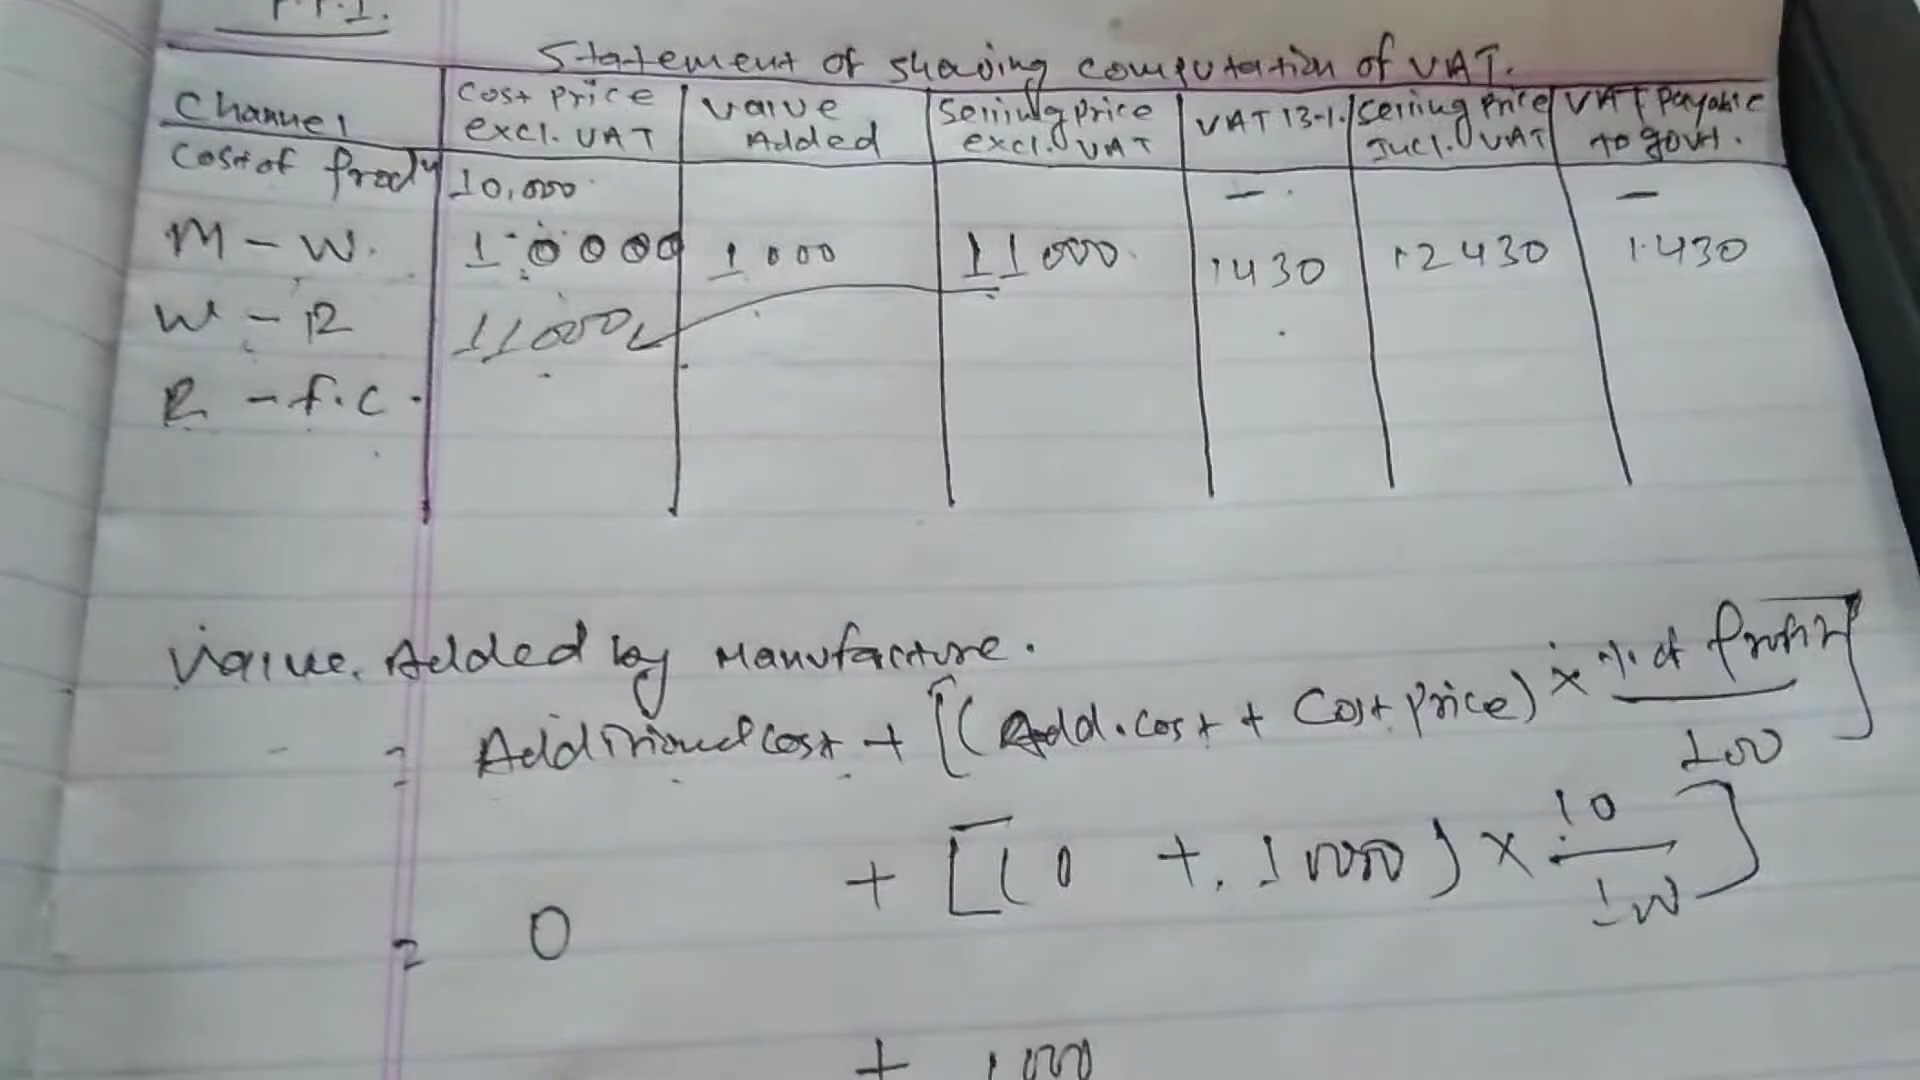 Statement of showing computation of VAT.
Channel | Cost price excl. VAT | Value Added | Selling price excl. VAT | VAT 13% | Selling Price Incl. VAT | VAT Payable to govt.
Cost of Prodn | 10,000 | | | - | | -
M - W. | 10000 | 1000 | 11000 | 1430 | 12430 | 1430
W - R | 11000
R - f.c.
Value Added by Manufacture.
= Additional cost + [(Add. cost + Cost price) × % of Profit / 100]
= 0 + [(0 + 10000) × 10 / 100]
+ 1000